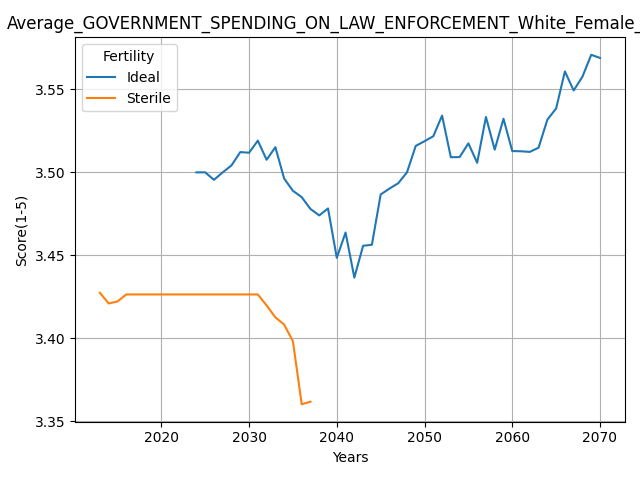 Average_GOVERNMENT_SPENDING_ON_LAW_ENFORCEMENT_White_Female_
Fertility
Ideal
Sterile
3.55
3.50
3.45
3.40
3.35
Score(1-5)
2020 2030 2040 2050 2060 2070
Years